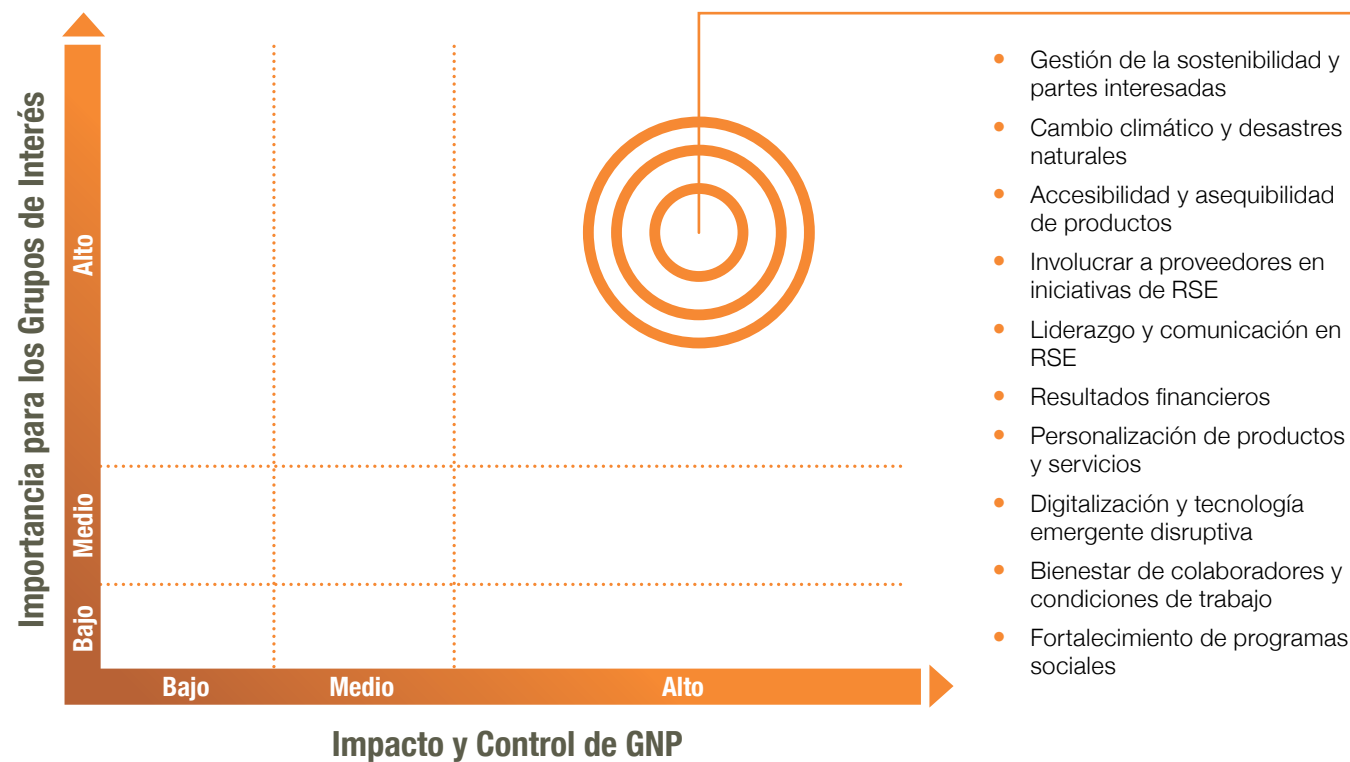 Importancia para los Grupos de Interés
Alto
Medio
Bajo
Bajo
Medio
Alto
Impacto y Control de GNP
Gestión de la sostenibilidad y
partes interesadas
Cambio climático y desastres
naturales
Accesibilidad y asequibilidad
de productos
Involucrar a proveedores en
iniciativas de RSE
Liderazgo y comunicación en
RSE
Resultados financieros
Personalización de productos
y servicios
Digitalización y tecnología
emergente disruptiva
Bienestar de colaboradores y
condiciones de trabajo
Fortalecimiento de programas
sociales